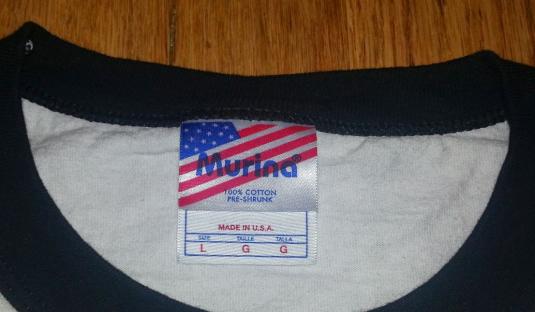 Murina®
100% COTTON
PRE-SHRUNK
MADE IN U.S.A.
SIZE TAILLE TALLA
L G G